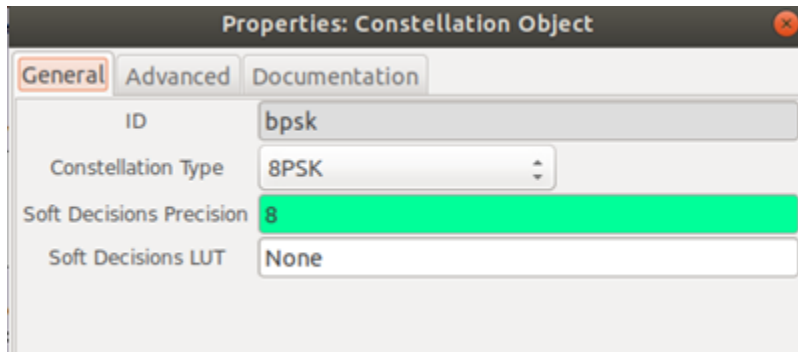 Properties: Constellation Object
General Advanced Documentation
ID bpsk
Constellation Type 8PSK
Soft Decisions Precision 8
Soft Decisions LUT None